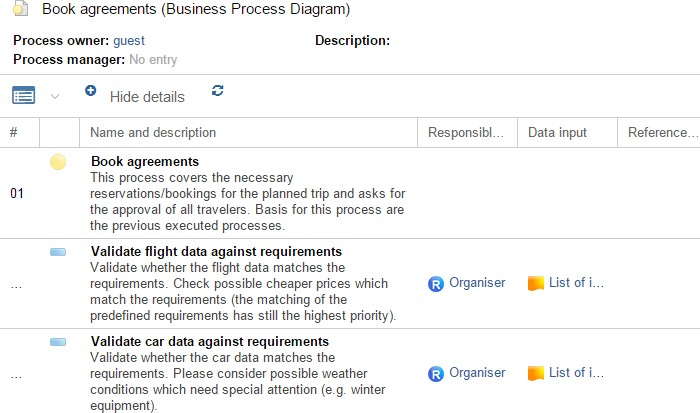 Book agreements (Business Process Diagram)
Process owner: guest Description:
Process manager: No entry
Hide details
# Name and description Responsibl... Data input Reference...
Book agreements
This process covers the necessary
reservations/bookings for the planned trip and asks for
01
the approval of all travelers. Basis for this process are
the previous executed processes.
Validate flight data against requirements
Validate whether the flight data matches the
requirements. Check possible cheaper prices which
... R Organiser List of i...
match the requirements (the matching of the
predefined requirements has still the highest priority).
Validate car data against requirements
Validate whether the car data matches the
requirements. Please consider possible weather
... R Organiser List of i...
conditions which need special attention (e.g. winter
equipment).